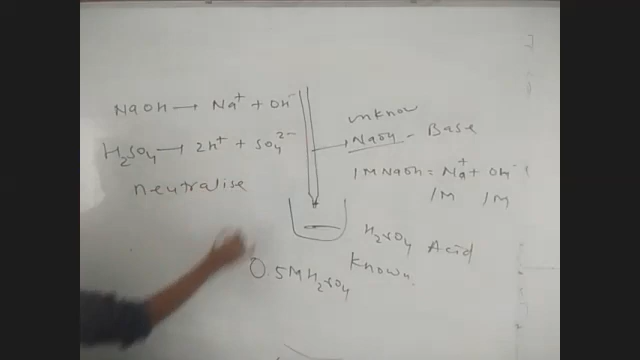 NaOH → Na⁺ + OH⁻
H₂SO₄ → 2H⁺ + SO₄²⁻
neutralise
unknow
NaOH - Base
1M NaOH = Na⁺ + OH⁻
1M 1M
H₂SO₄ Acid
known
0.5M H₂SO₄